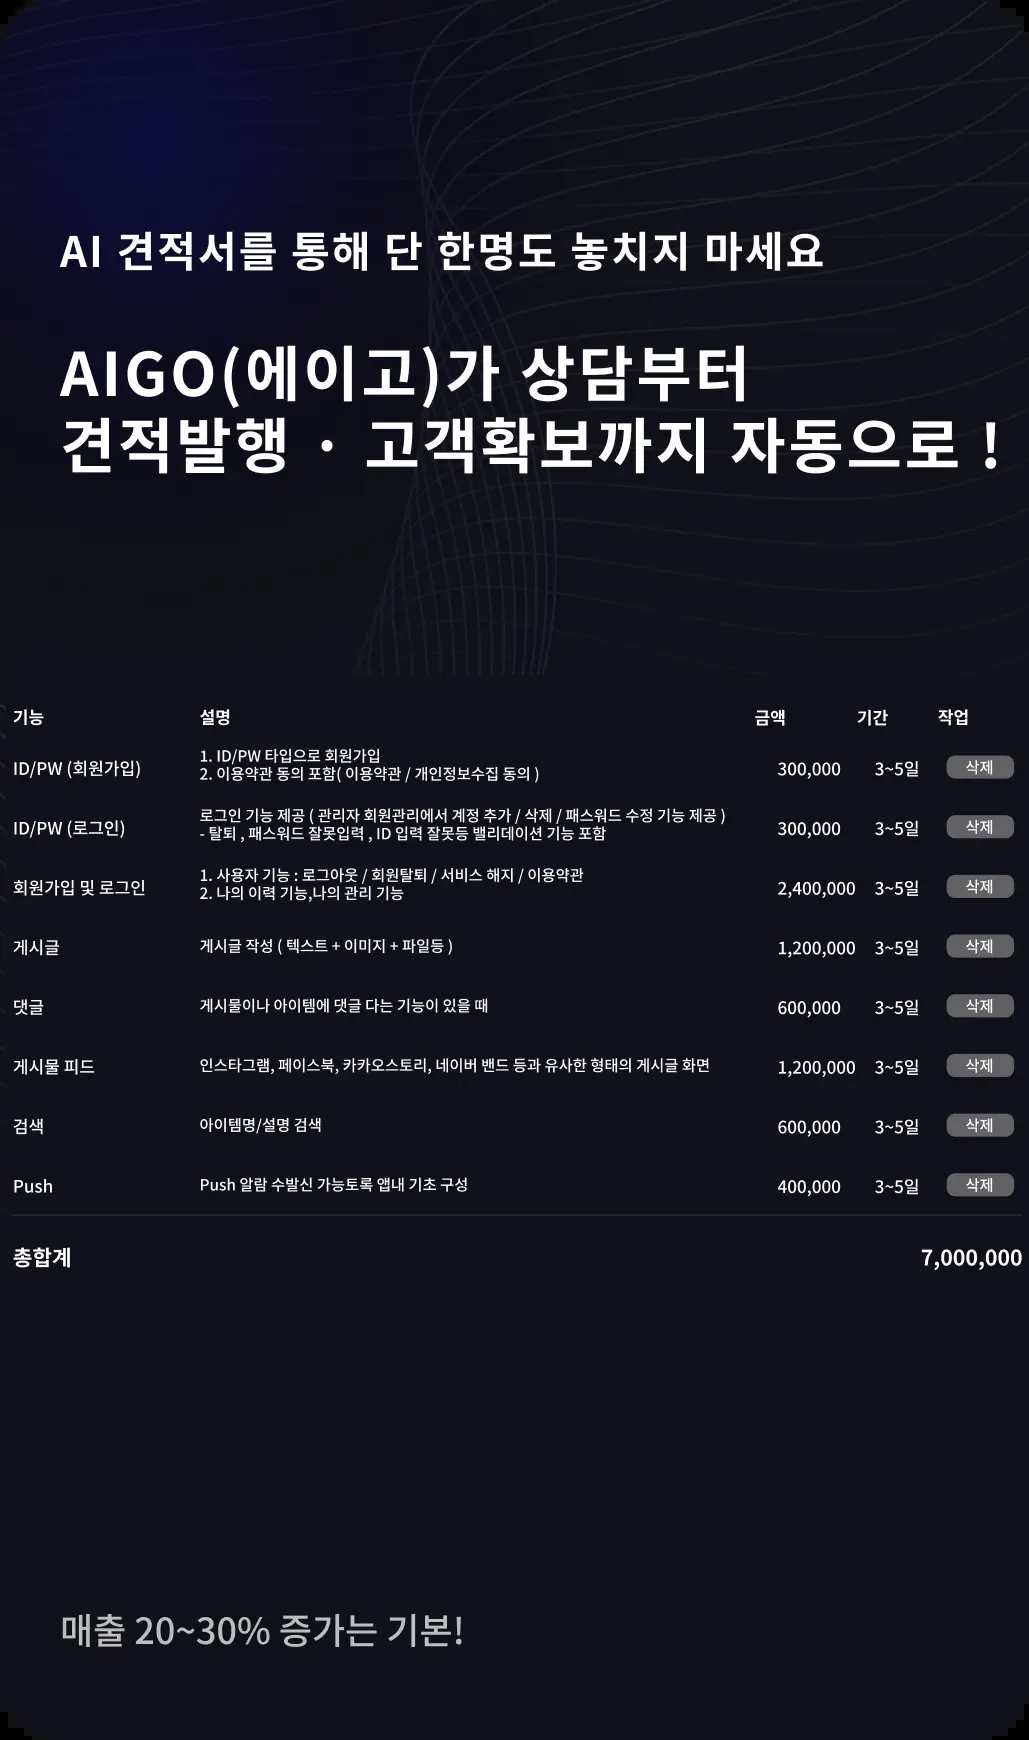 AI 견적서를 통해 단 한명도 놓치지 마세요
AIGO(에이고)가 상담부터
견적발행 · 고객확보까지 자동으로 !
기능 설명 금액 기간 작업
1. ID/PW 타입으로 회원가입
ID/PW (회원가입) 2. 이용약관 동의 포함( 이용약관 / 개인정보수집 동의 ) 300,000 3~5일 삭제
로그인 기능 제공 ( 관리자 회원관리에서 계정 추가 / 삭제 / 패스워드 수정 기능 제공 )
ID/PW (로그인) - 탈퇴 , 패스워드 잘못입력 , ID 입력 잘못등 밸리데이션 기능 포함 300,000 3~5일 삭제
1. 사용자 기능 : 로그아웃 / 회원탈퇴 / 서비스 해지 / 이용약관
회원가입 및 로그인 2. 나의 이력 기능,나의 관리 기능 2,400,000 3~5일 삭제
게시글 게시글 작성 ( 텍스트 + 이미지 + 파일등 ) 1,200,000 3~5일 삭제
댓글 게시물이나 아이템에 댓글 다는 기능이 있을 때 600,000 3~5일 삭제
게시물 피드 인스타그램, 페이스북, 카카오스토리, 네이버 밴드 등과 유사한 형태의 게시글 화면 1,200,000 3~5일 삭제
검색 아이템명/설명 검색 600,000 3~5일 삭제
Push Push 알람 수발신 가능토록 앱내 기초 구성 400,000 3~5일 삭제
총합계 7,000,000
매출 20~30% 증가는 기본!